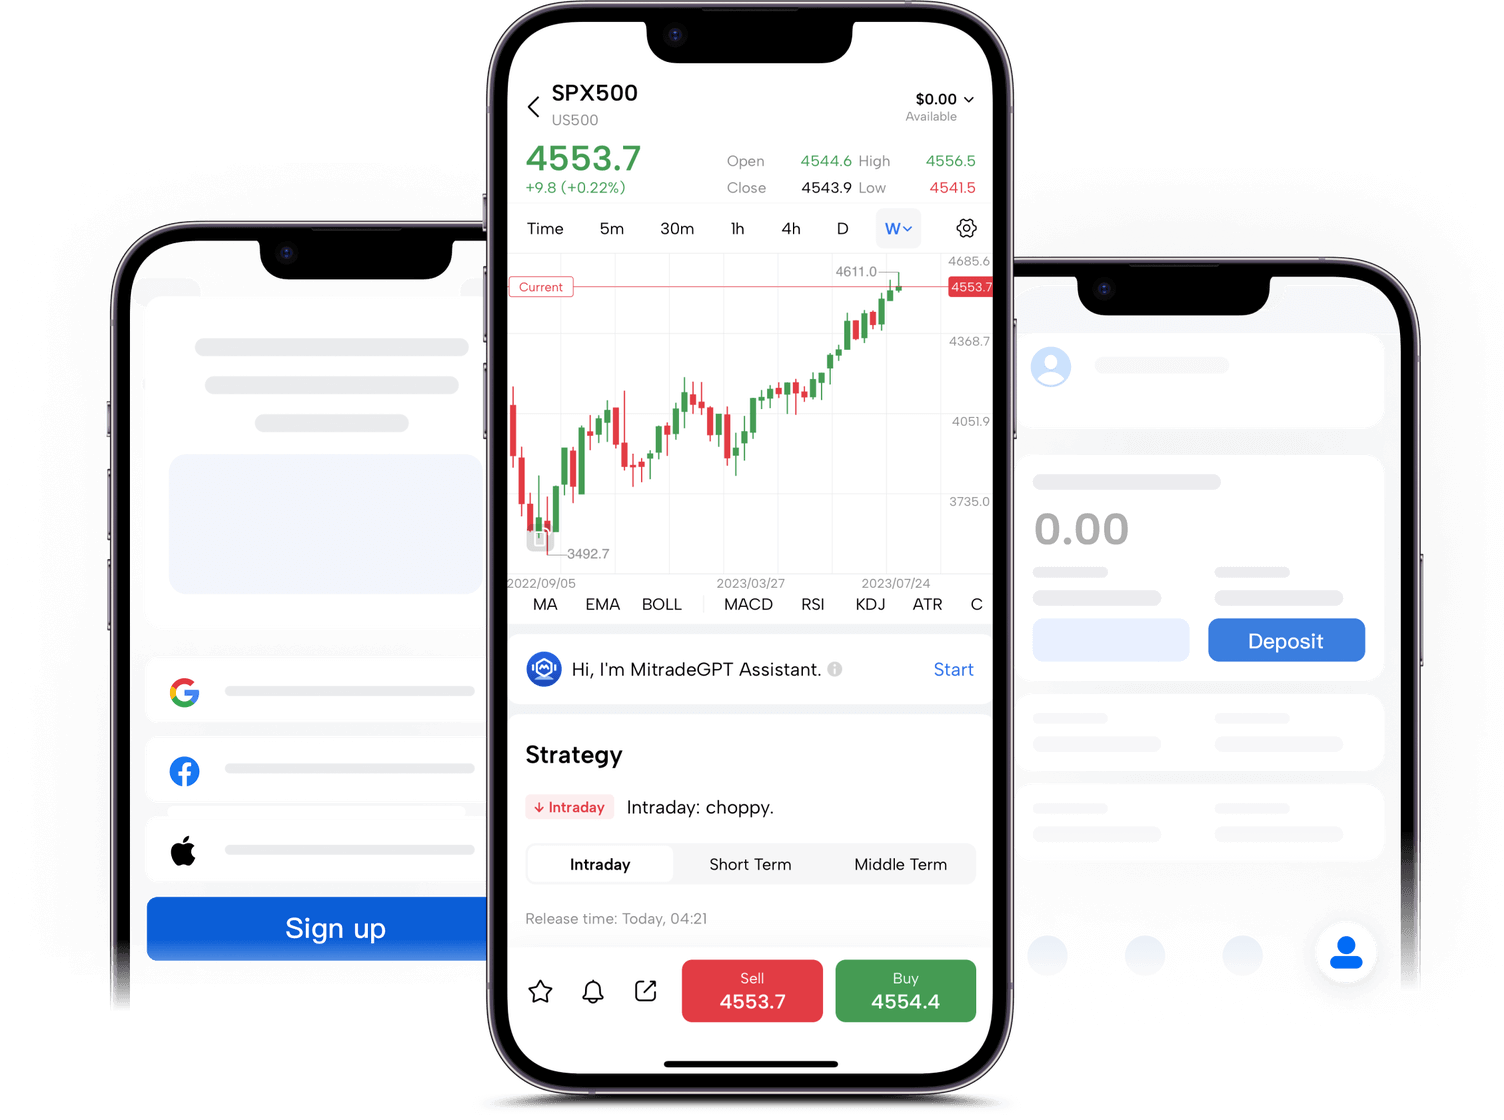 SPX500
US500
$0.00
Available
4553.7
+9.8 (+0.22%)
Open 4544.6 High 4556.5
Close 4543.9 Low 4541.5
Time 5m 30m 1h 4h D W
4685.6
4611.0
Current
4553.7
4368.7
4051.9
3735.0
3492.7
2022/09/05 2023/03/27 2023/07/24
MA EMA BOLL MACD RSI KDJ ATR C
Hi, I'm MitradeGPT Assistant. Start
Strategy
Intraday Intraday: choppy.
Intraday Short Term Middle Term
Release time: Today, 04:21
Sell
4553.7
Buy
4554.4
Sign up
0.00
Deposit